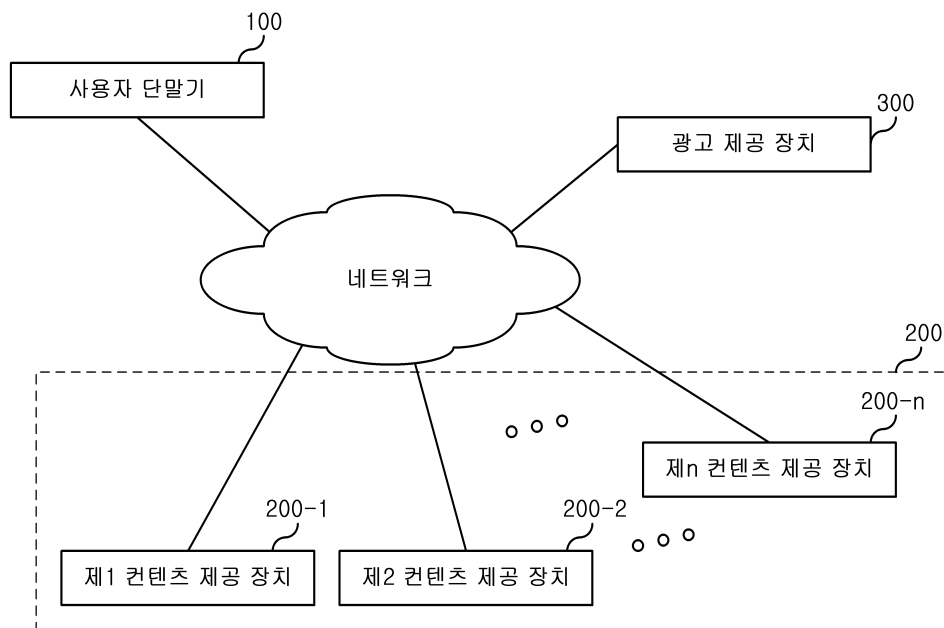 100
사용자 단말기
300
광고 제공 장치
네트워크
200
200-n
제n 컨텐츠 제공 장치
200-1
200-2
제1 컨텐츠 제공 장치
제2 컨텐츠 제공 장치